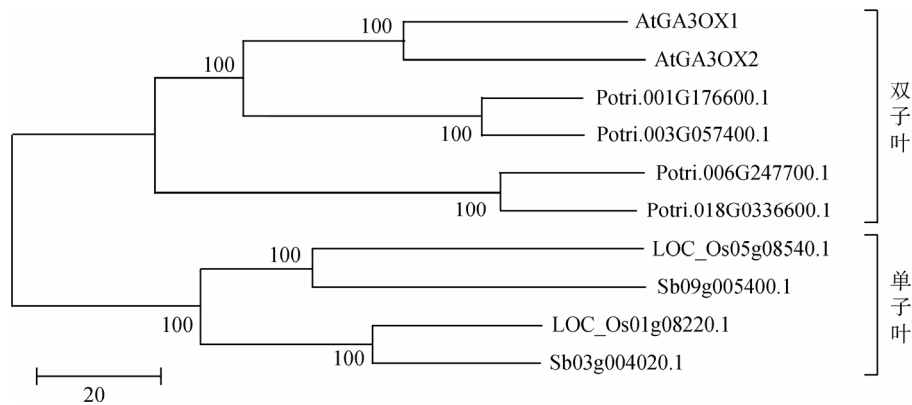 AtGA3OX1
100
AtGA3OX2
100
Potri.001G176600.1
100
Potri.003G057400.1
Potri.006G247700.1
100
Potri.018G0336600.1
双子叶
LOC_Os05g08540.1
100
Sb09g005400.1
100
LOC_Os01g08220.1
100
Sb03g004020.1
单子叶
20